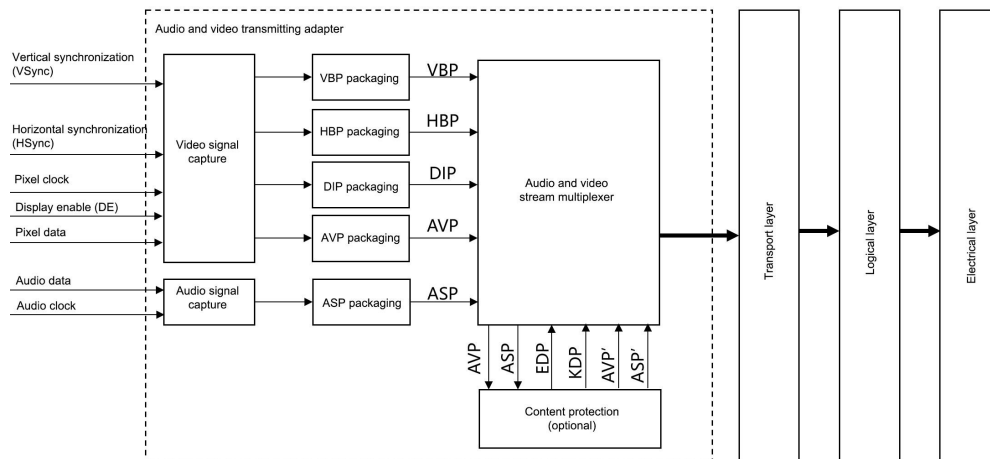 Audio and video transmitting adapter
Vertical synchronization
(VSync)
Horizontal synchronization
(HSync)
Pixel clock
Display enable (DE)
Pixel data
Audio data
Audio clock
Video signal
capture
Audio signal
capture
VBP packaging
HBP packaging
DIP packaging
AVP packaging
ASP packaging
VBP
HBP
DIP
AVP
ASP
Audio and video
stream multiplexer
AVP
ASP
EDP
KDP
AVP’
ASP’
Content protection
(optional)
Transport layer
Logical layer
Electrical layer